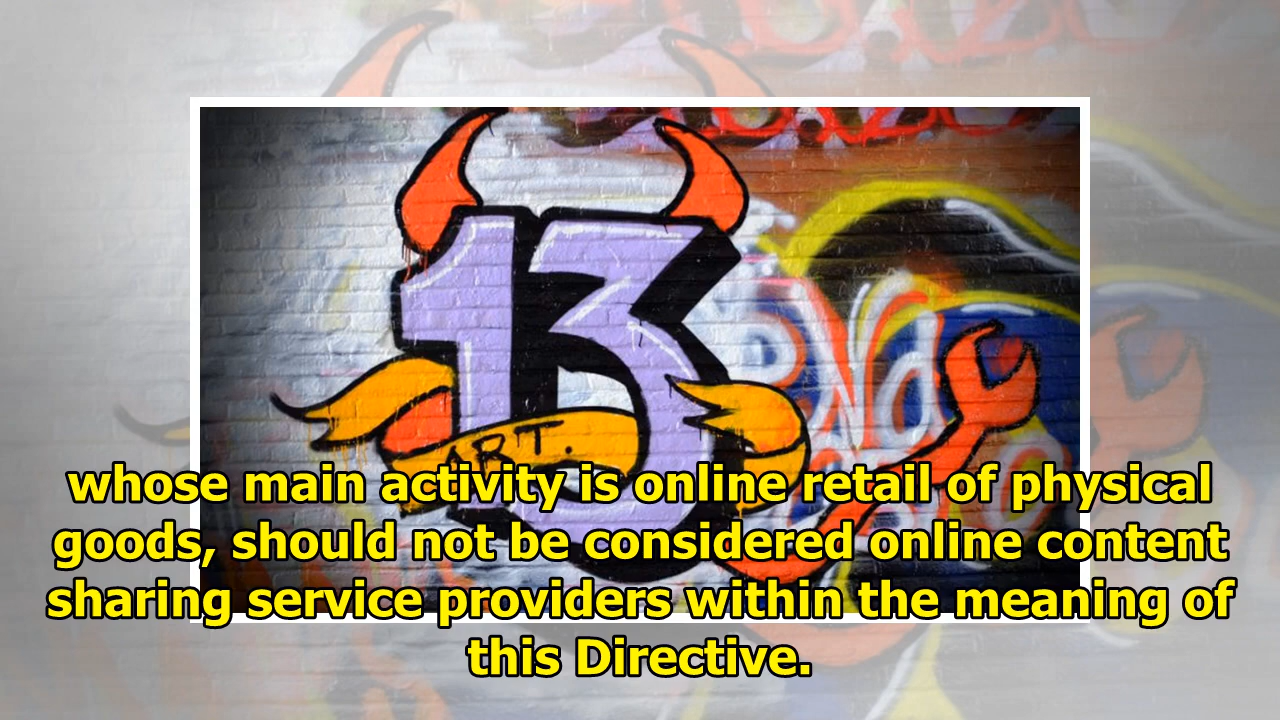 13
ART.
whose main activity is online retail of physical
goods, should not be considered online content
sharing service providers within the meaning of
this Directive.